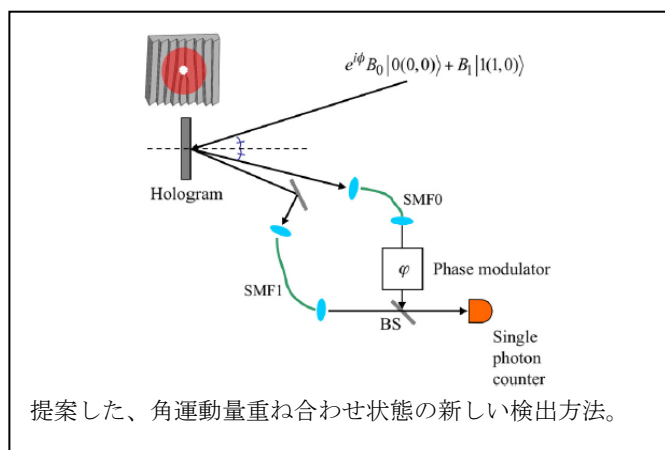 e^{iϕ}B_0|0(0,0)⟩+B_1|1(1,0)⟩
Hologram
SMF0
φ
Phase modulator
SMF1
BS
Single
photon
counter
提案した、角運動量重ね合わせ状態の新しい検出方法。